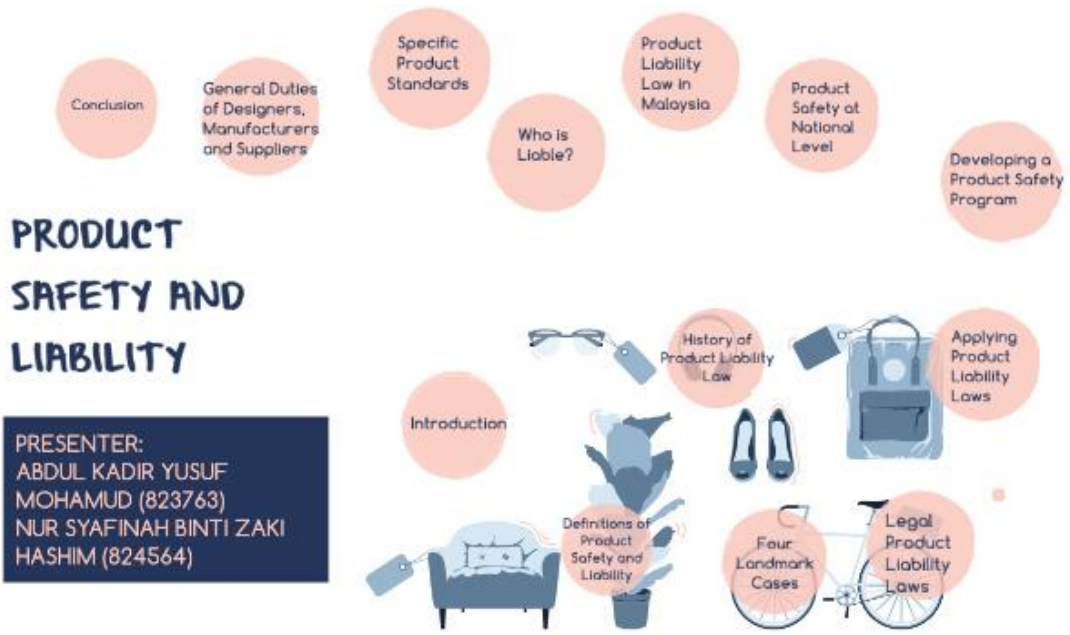 Conclusion
General Duties
of Designers,
Manufacturers
and Suppliers
Specific
Product
Standards
Who is
Liable?
Product
Liability
Law in
Malaysia
Product
Safety at
National
Level
Developing a
Product Safety
Program
PRODUCT
SAFETY AND
LIABILITY
PRESENTER:
ABDUL KADIR YUSUF
MOHAMUD (823763)
NUR SYAFINAH BINTI ZAKI
HASHIM (824564)
Introduction
History of
Product Liability
Law
Applying
Product
Liability
Laws
Definitions of
Product
Safety and
Liability
Four
Landmark
Cases
Legal
Product
Liability
Laws